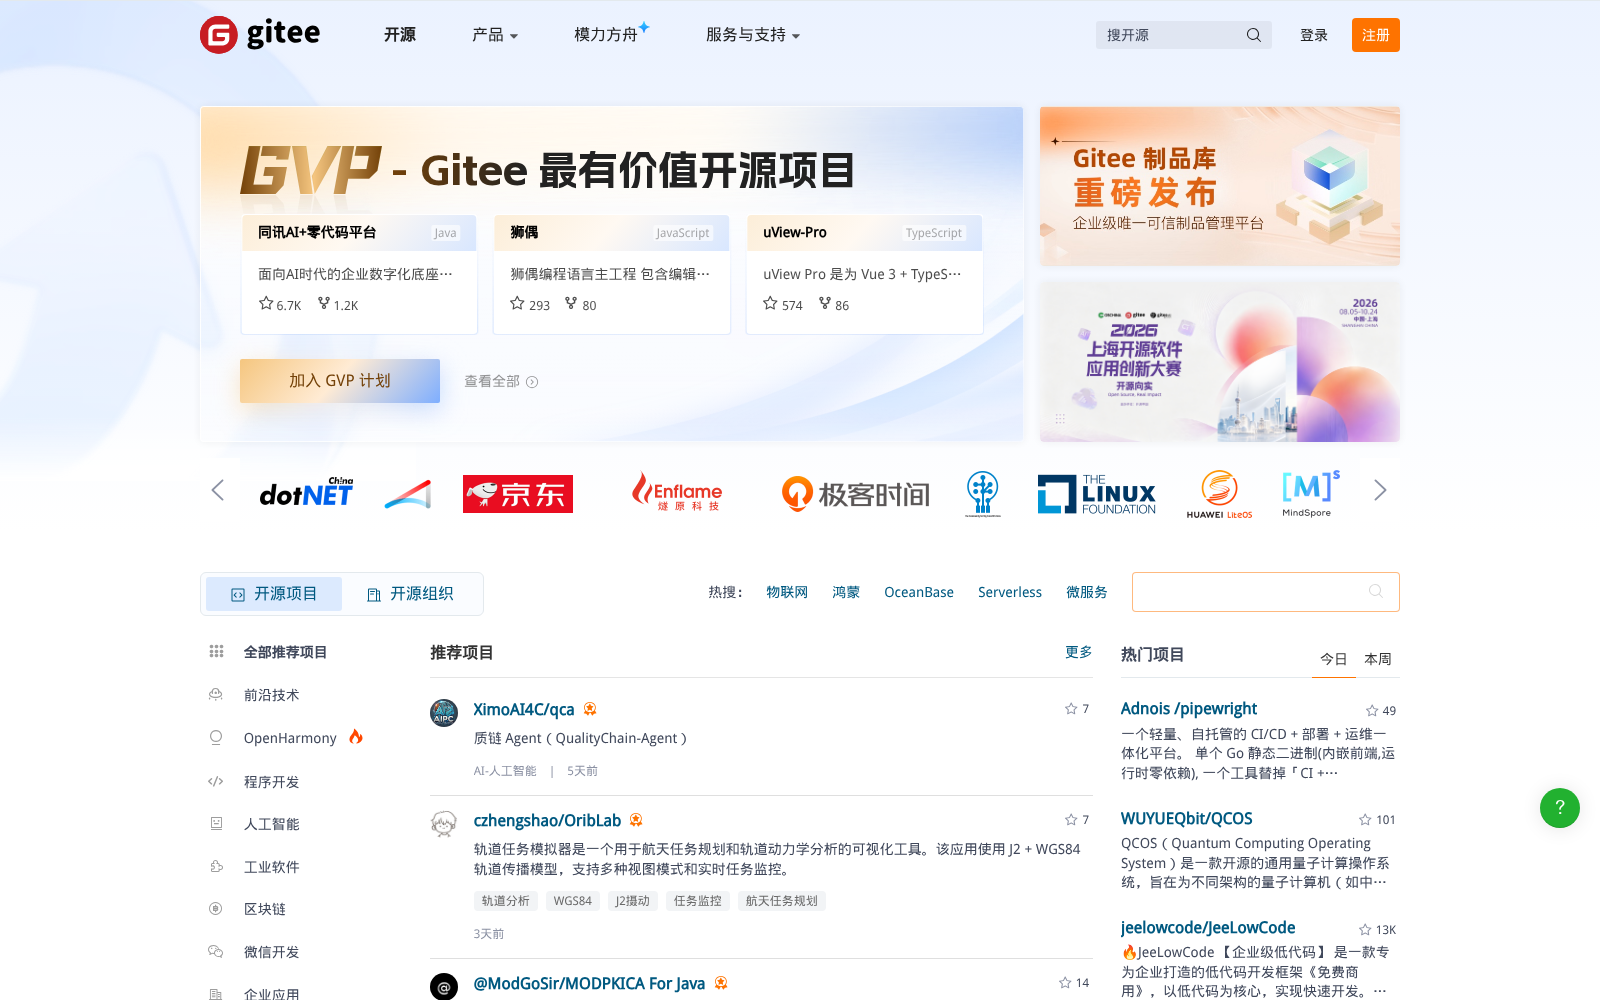 gitee
开源
产品
模力方舟
服务与支持
搜开源
登录
注册
GVP - Gitee 最有价值开源项目
同讯AI+零代码平台 Java
面向AI时代的企业数字化底座···
6.7K 1.2K
狮偶 JavaScript
狮偶编程语言主工程 包含编辑···
293 80
uView-Pro TypeScript
uView Pro 是为 Vue 3 + TypeS···
574 86
加入 GVP 计划
查看全部
Gitee 制品库
重磅发布
企业级唯一可信制品管理平台
2026
08.05-10.24
中国·上海
gitee
2026
上海开源软件
应用创新大赛
开源向实
Open Source, Real Impact
dotNET China
京东
Enflame
燧原科技
极客时间
THE
LINUX
FOUNDATION
HUAWEI LiteOS
[M]s
MindSpore
开源项目
开源组织
热搜：
物联网
鸿蒙
OceanBase
Serverless
微服务
全部推荐项目
前沿技术
OpenHarmony
程序开发
人工智能
工业软件
区块链
微信开发
企业应用
推荐项目
更多
XimoAI4C/qca
7
质链 Agent（QualityChain-Agent）
AI-人工智能 | 5天前
czhengshao/OribLab
7
轨道任务模拟器是一个用于航天任务规划和轨道动力学分析的可视化工具。该应用使用 J2 + WGS84
轨道传播模型，支持多种视图模式和实时任务监控。
轨道分析 WGS84 J2摄动 任务监控 航天任务规划
3天前
@ModGoSir/MODPKICA For Java
14
热门项目
今日 本周
Adnois /pipewright
49
一个轻量、自托管的 CI/CD + 部署 + 运维一
体化平台。 单个 Go 静态二进制(内嵌前端,运
行时零依赖), 一个工具替掉「CI +···
WUYUEQbit/QCOS
101
QCOS（Quantum Computing Operating
System）是一款开源的通用量子计算操作系
统，旨在为不同架构的量子计算机（如中···
jeelowcode/JeeLowCode
13K
🔥JeeLowCode 【企业级低代码】 是一款专
为企业打造的低代码开发框架《免费商
用》，以低代码为核心，实现快速开发。···
?